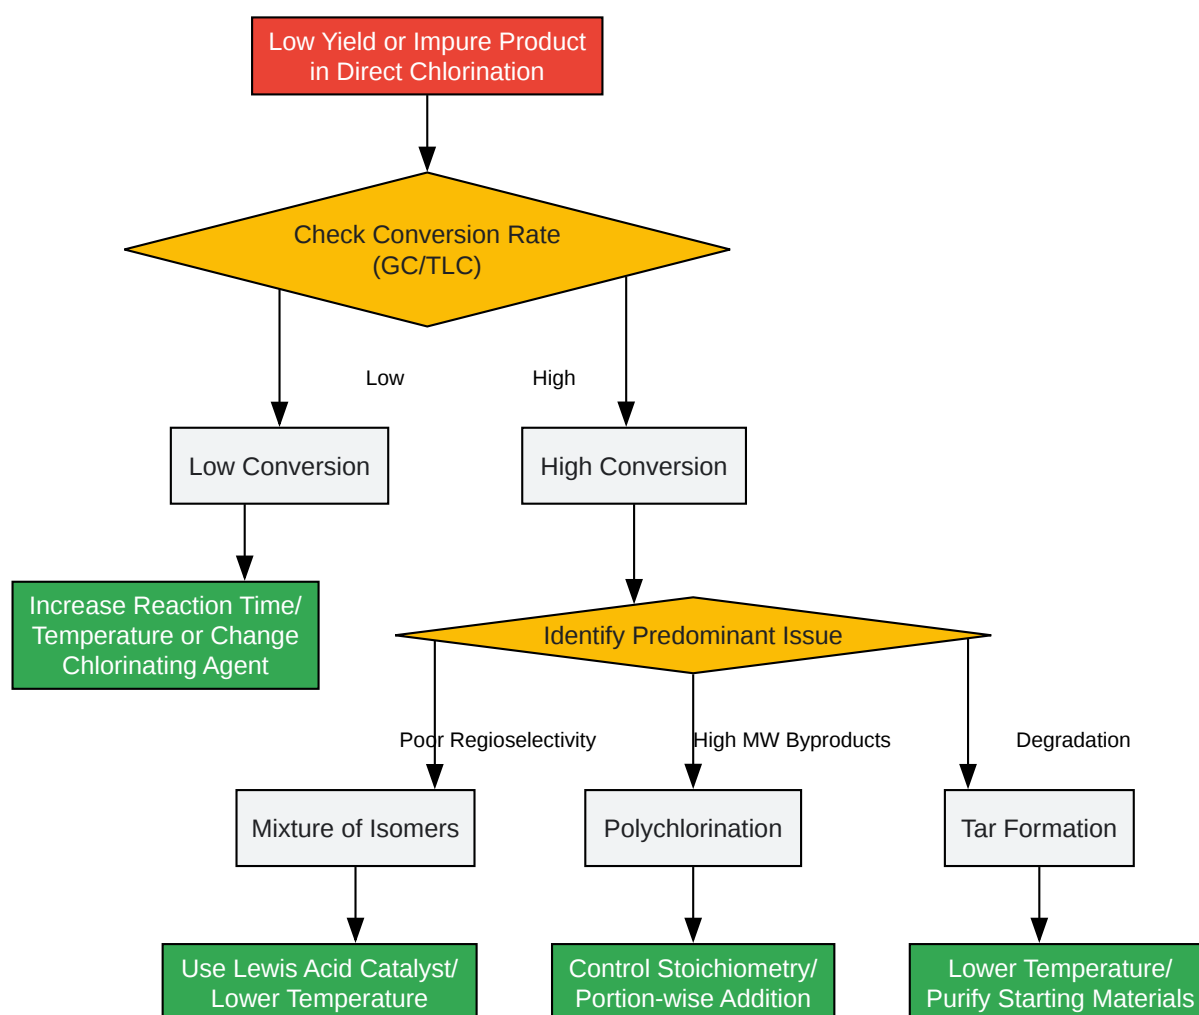 Low Yield or Impure Product
in Direct Chlorination
Check Conversion Rate
(GC/TLC)
Low
High
Low Conversion
High Conversion
Increase Reaction Time/
Temperature or Change
Chlorinating Agent
Identify Predominant Issue
Poor Regioselectivity
High MW Byproducts
Degradation
Mixture of Isomers
Polychlorination
Tar Formation
Use Lewis Acid Catalyst/
Lower Temperature
Control Stoichiometry/
Portion-wise Addition
Lower Temperature/
Purify Starting Materials